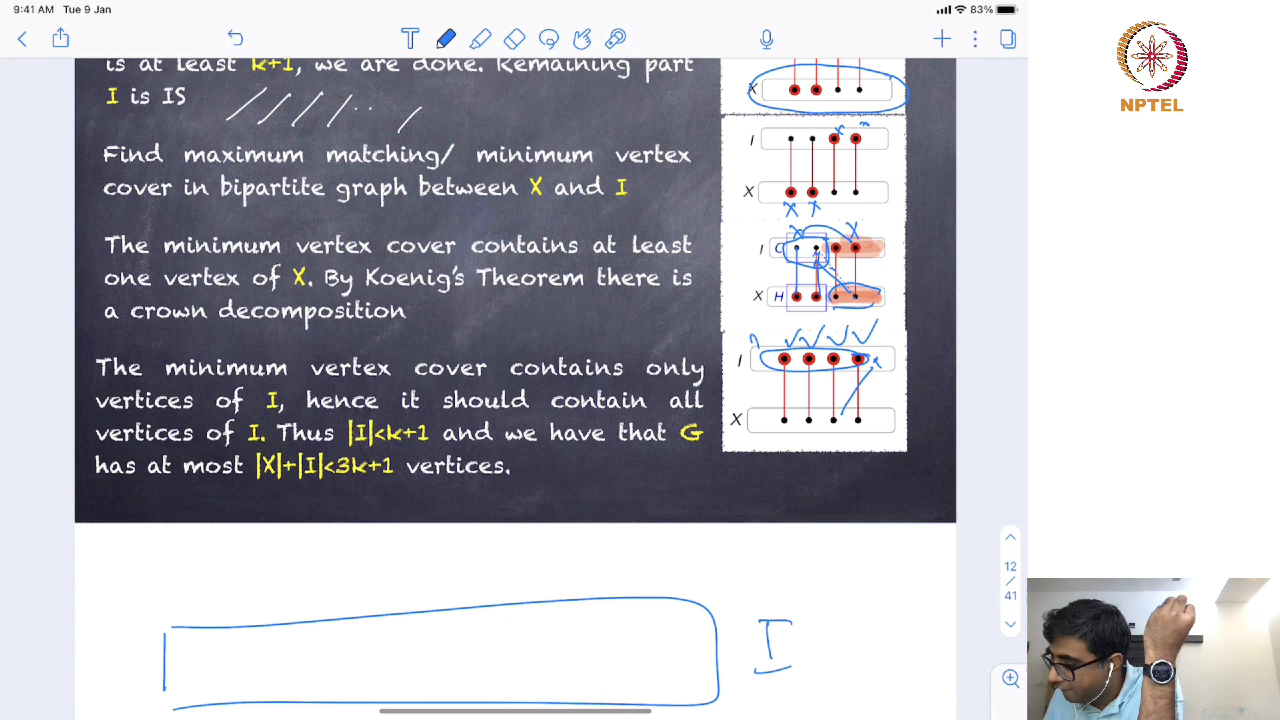 9:41 AM Tue 9 Jan
83%
is at least k+1, we are done. Remaining part
I is IS
Find maximum matching/ minimum vertex
cover in bipartite graph between X and I
The minimum vertex cover contains at least
one vertex of X. By Koenig's Theorem there is
a crown decomposition
The minimum vertex cover contains only
vertices of I, hence it should contain all
vertices of I. Thus |I|<k+1 and we have that G
has at most |X|+|I|<3k+1 vertices.
X
I
X
X X
X
I C
X H
I
X
I
12
/
41
NPTEL